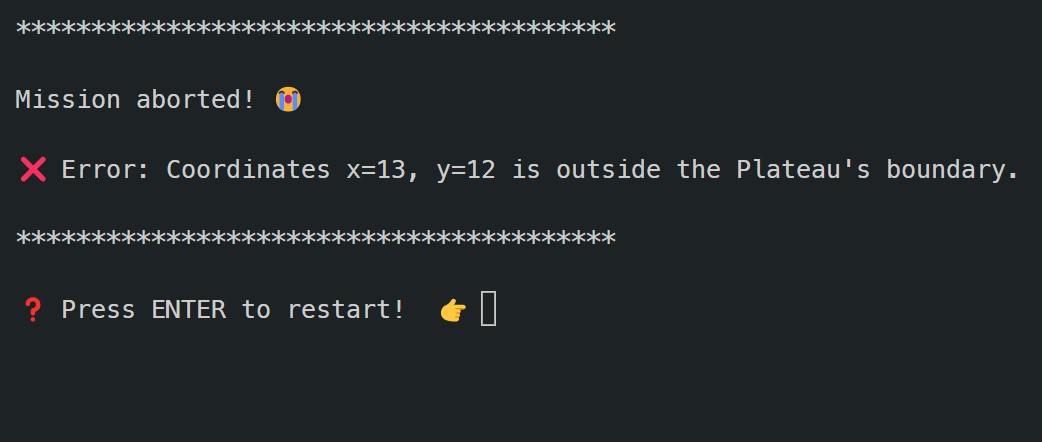 ****************************************
Mission aborted! 😭
❌ Error: Coordinates x=13, y=12 is outside the Plateau's boundary.
****************************************
❓ Press ENTER to restart! 👉